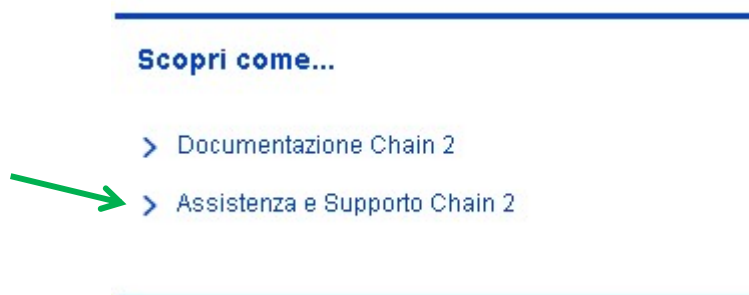 Scopri come...
Documentazione Chain 2
Assistenza e Supporto Chain 2